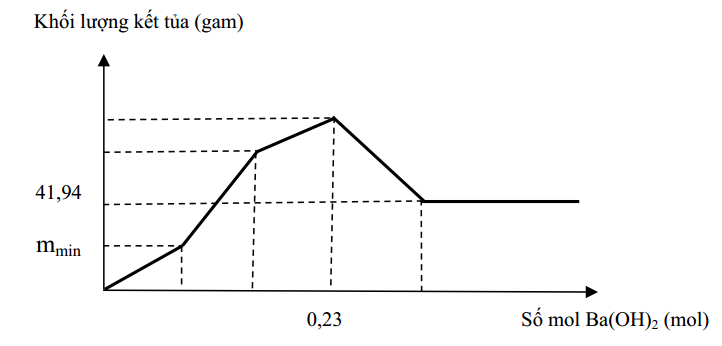 Khối lượng kết tủa (gam)
41,94
mmin
0,23
Số mol Ba(OH)2 (mol)